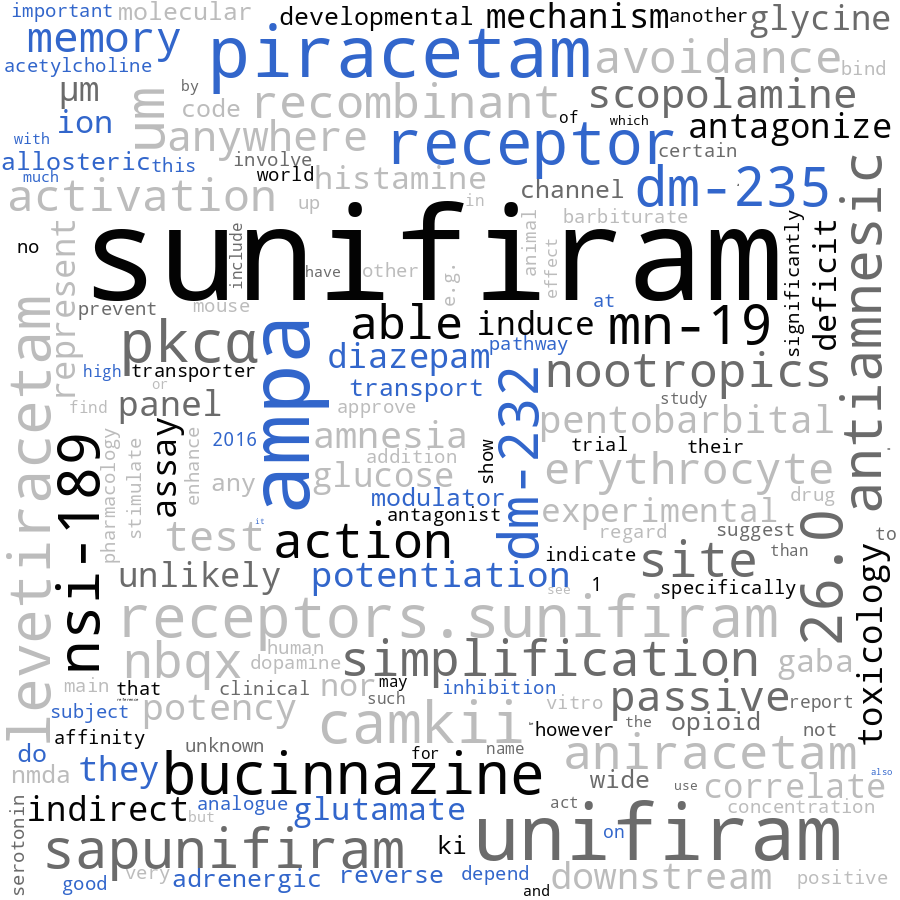 important
molecular
developmental
mechanism
another
glycine
memory
piracetam
avoidance
acetylcholine
bind
µm
um
by
code
recombinant
scopolamine
ion
of
which
with
anywhere
receptor
antagonize
allosteric
this
involve
certain
much
world
histamine
channel
dm-235
activation
up
in
barbiturate
antiamnesic
sunifiram
no
represent
include
have
other
e.g.
animal
effect
significantly
deficit
prevent
mouse
at
levetiracetam
pkcα
able
induce
mn-19
ampa
diazepam
pathway
high
transporter
or
transport
dm-232
nootropics
find
panel
approve
study
pentobarbital
nsi-189
pharmacology
stimulate
assay
enhance
2016
amnesia
show
trial
their
addition
any
glucose
erythrocyte
modulator
drug
antagonist
experimental
it
test
action
regard
suggest
to
indicate
site
than
26.0
unlikely
potentiation
see
1
specifically
toxicology
receptors.sunifiram
human
nbqx
dopamine
simplification
gaba
main
that
clinical
nor
may
such
inhibition
vitro
passive
report
subject
potency
camkii
however
the
opioid
not
affinity
unknown
for
name
aniracetam
do
also
nmda
they
bucinnazine
wide
use
correlate
serotonin
indirect
but
analogue
glutamate
act
concentration
on
sapunifiram
ki
unifiram
good
very
adrenergic
reverse
depend
and
downstream
positive